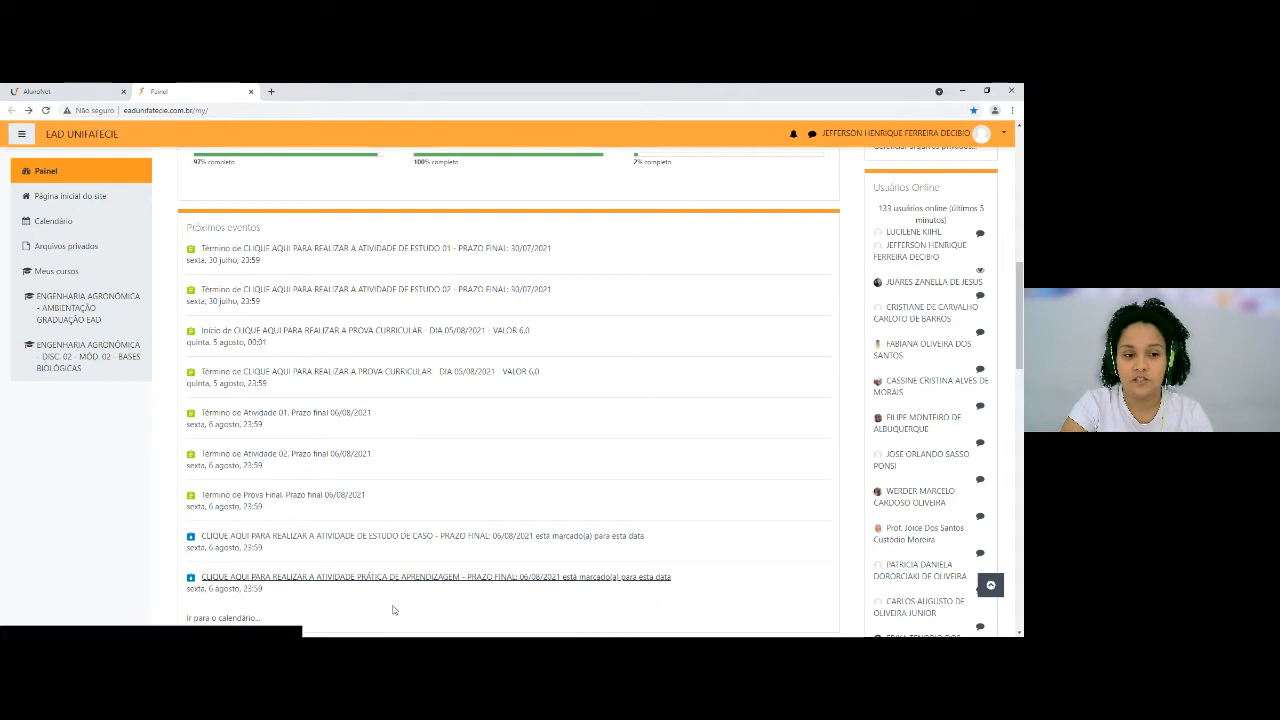 AlunoNet
Painel
Não seguro
eadunifatecie.com.br/my/
EAD UNIFATECIE
JEFFERSON HENRIQUE FERREIRA DECIBIO
Painel
Página inicial do site
Calendário
Arquivos privados
Meus cursos
ENGENHARIA AGRONÔMICA
- AMBIENTAÇÃO
GRADUAÇÃO EAD
ENGENHARIA AGRONÔMICA
- DISC. 02 - MÓD. 02 - BASES
BIOLÓGICAS
97% completo
100% completo
2% completo
Próximos eventos
Término de CLIQUE AQUI PARA REALIZAR A ATIVIDADE DE ESTUDO 01 - PRAZO FINAL: 30/07/2021
sexta, 30 julho, 23:59
Término de CLIQUE AQUI PARA REALIZAR A ATIVIDADE DE ESTUDO 02 - PRAZO FINAL: 30/07/2021
sexta, 30 julho, 23:59
Início de CLIQUE AQUI PARA REALIZAR A PROVA CURRICULAR - DIA 05/08/2021 - VALOR 6,0
quinta, 5 agosto, 00:01
Término de CLIQUE AQUI PARA REALIZAR A PROVA CURRICULAR - DIA 05/08/2021 - VALOR 6,0
quinta, 5 agosto, 23:59
Término de Atividade 01. Prazo final 06/08/2021
sexta, 6 agosto, 23:59
Término de Atividade 02. Prazo final 06/08/2021
sexta, 6 agosto, 23:59
Término de Prova Final. Prazo final 06/08/2021
sexta, 6 agosto, 23:59
CLIQUE AQUI PARA REALIZAR A ATIVIDADE DE ESTUDO DE CASO - PRAZO FINAL: 06/08/2021 está marcado(a) para esta data
sexta, 6 agosto, 23:59
CLIQUE AQUI PARA REALIZAR A ATIVIDADE PRÁTICA DE APRENDIZAGEM - PRAZO FINAL: 06/08/2021 está marcado(a) para esta data
sexta, 6 agosto, 23:59
Ir para o calendário...
Gerenciar arquivos privados...
Usuários Online
133 usuários online (últimos 5
minutos)
LUCILENE KIIHL
JEFFERSON HENRIQUE
FERREIRA DECIBIO
JUARES ZANELLA DE JESUS
CRISTIANE DE CARVALHO
CARLOTO DE BARROS
FABIANA OLIVEIRA DOS
SANTOS
CASSINE CRISTINA ALVES DE
MORAIS
FILIPE MONTEIRO DE
ALBUQUERQUE
JOSE ORLANDO SASSO
PONSI
WERDER MARCELO
CARDOSO OLIVEIRA
Prof. Joice Dos Santos
Custódio Moreira
PATRICIA DANIELA
DORORCIAKI DE OLIVEIRA
CARLOS AUGUSTO DE
OLIVEIRA JUNIOR